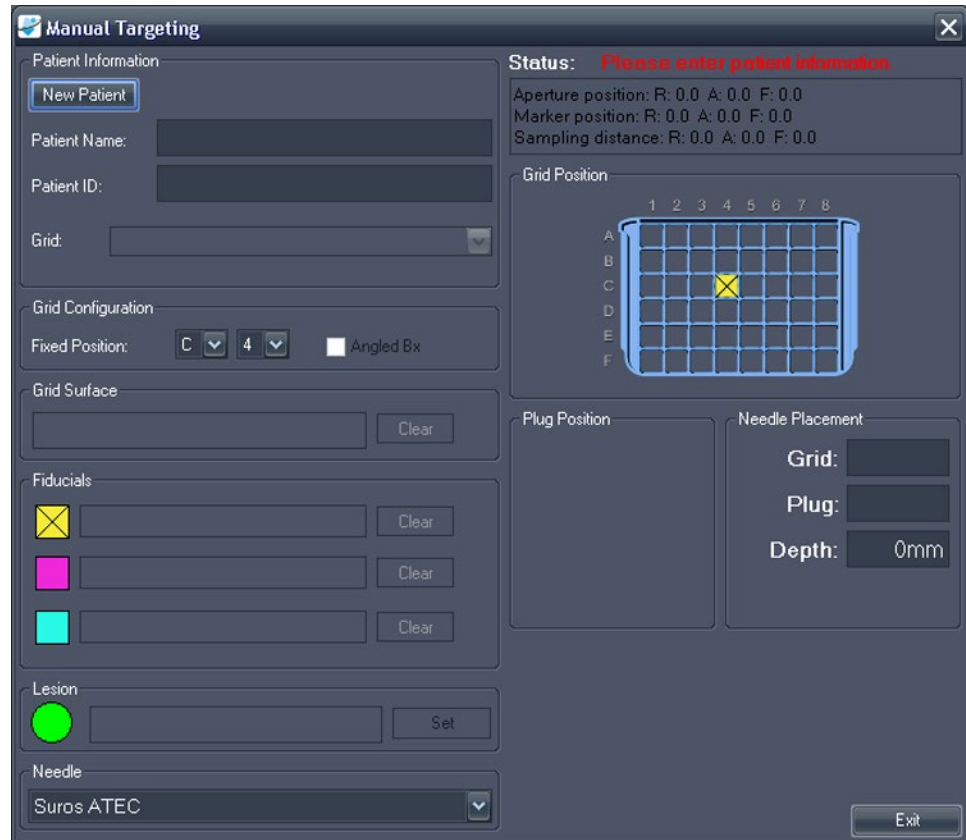 Manual Targeting
Patient Information
New Patient
Patient Name:
Patient ID:
Grid:
Grid Configuration
Fixed Position: C 4 Angled Bx
Grid Surface
Clear
Fiducials
Clear
Clear
Clear
Lesion
Set
Needle
Suros ATEC
Status: Please enter patient information
Aperture position: R: 0.0 A: 0.0 F: 0.0
Marker position: R: 0.0 A: 0.0 F: 0.0
Sampling distance: R: 0.0 A: 0.0 F: 0.0
Grid Position
1 2 3 4 5 6 7 8
A
B
C
D
E
F
Plug Position
Needle Placement
Grid:
Plug:
Depth: 0mm
Exit